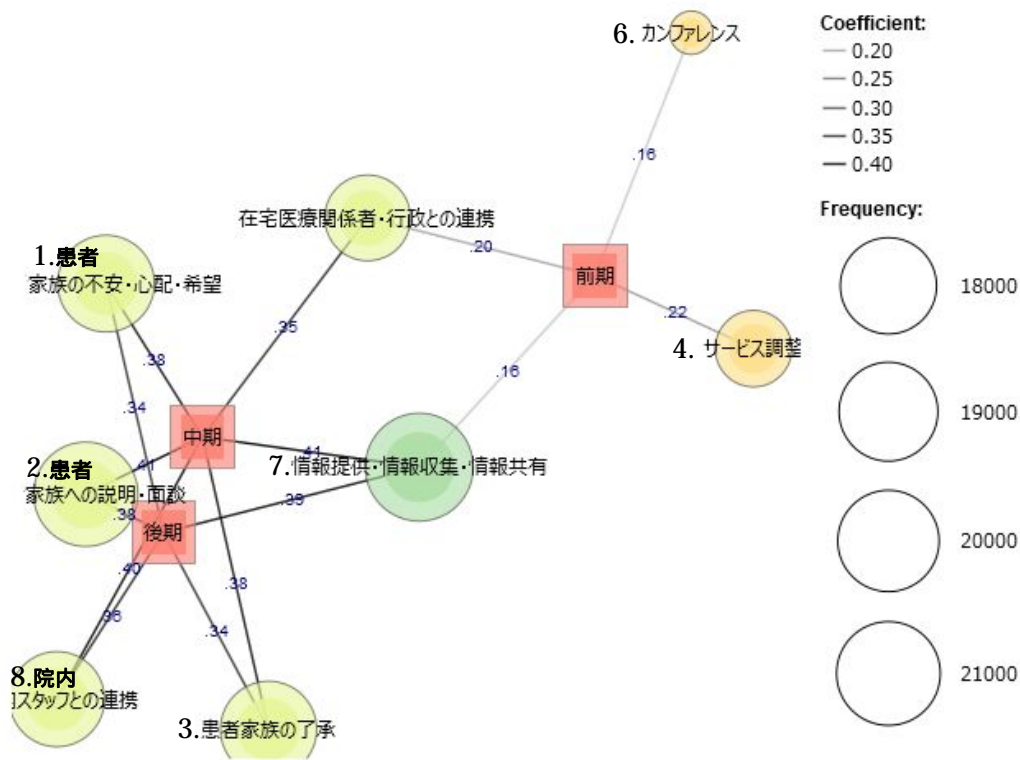 6. カンファレンス
.16
在宅医療関係者・行政との連携
.20
前期
1.患者
家族の不安・心配・希望
.22
4. サービス調整
.35
.38
.16
.34
中期
.41
7.情報提供・情報収集・情報共有
2.患者
.41
家族への説明・面談
.39
.38
後期
.40
.38
.36
.34
8.院内
スタッフとの連携
3.患者家族の了承
Coefficient:
0.20
0.25
0.30
0.35
0.40
Frequency:
18000
19000
20000
21000